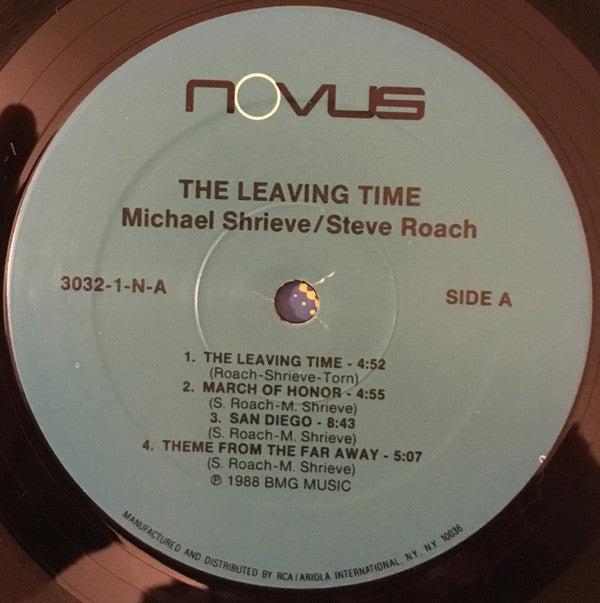 NOVUS
THE LEAVING TIME
Michael Shrieve/Steve Roach
3032-1-N-A
SIDE A
1. THE LEAVING TIME - 4:52
(Roach-Shrieve-Torn)
2. MARCH OF HONOR - 4:55
(S. Roach-M. Shrieve)
3. SAN DIEGO - 8:43
(S. Roach-M. Shrieve)
4. THEME FROM THE FAR AWAY - 5:07
(S. Roach-M. Shrieve)
℗ 1988 BMG MUSIC
MANUFACTURED AND DISTRIBUTED BY RCA/ARIOLA INTERNATIONAL, NY, NY 10036